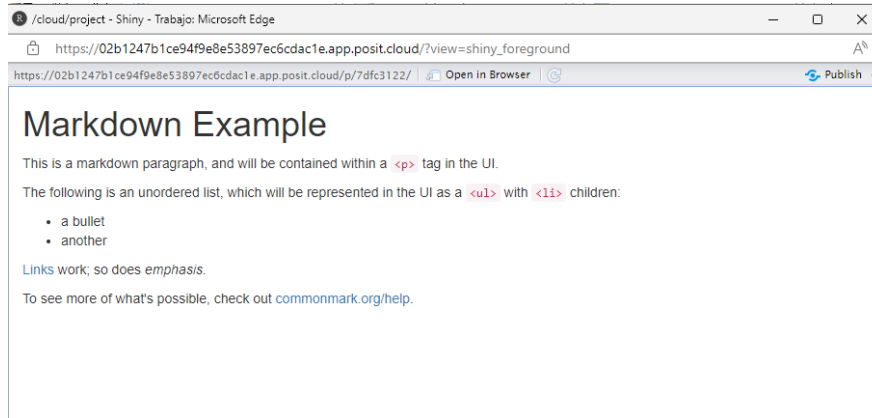 /cloud/project - Shiny - Trabajo: Microsoft Edge
https://02b1247b1ce94f9e8e53897ec6cdac1e.app.posit.cloud/?view=shiny_foreground
https://02b1247b1ce94f9e8e53897ec6cdac1e.app.posit.cloud/p/7dfc3122/ Open in Browser Publish
Markdown Example
This is a markdown paragraph, and will be contained within a <p> tag in the UI.
The following is an unordered list, which will be represented in the UI as a <ul> with <li> children:
• a bullet
• another
Links work; so does emphasis.
To see more of what's possible, check out commonmark.org/help.